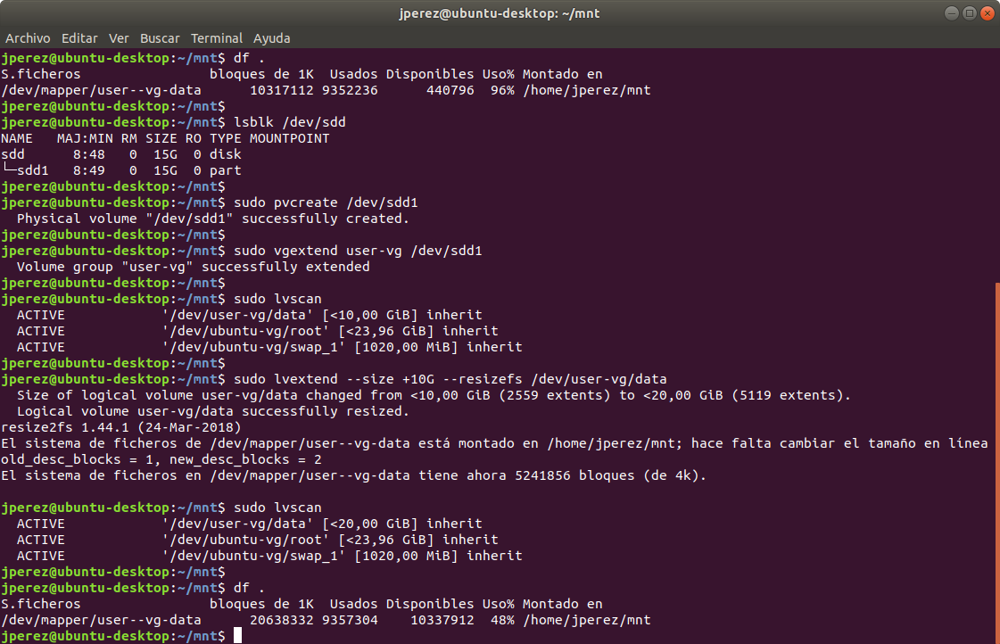 jperez@ubuntu-desktop: ~/mnt
Archivo Editar Ver Buscar Terminal Ayuda
jperez@ubuntu-desktop:~/mnt$ df .
S.ficheros                bloques de 1K  Usados Disponibles Uso% Montado en
/dev/mapper/user--vg-data      10317112 9352236      440796  96% /home/jperez/mnt
jperez@ubuntu-desktop:~/mnt$
jperez@ubuntu-desktop:~/mnt$ lsblk /dev/sdd
NAME   MAJ:MIN RM SIZE RO TYPE MOUNTPOINT
sdd      8:48   0  15G  0 disk
└─sdd1   8:49   0  15G  0 part
jperez@ubuntu-desktop:~/mnt$
jperez@ubuntu-desktop:~/mnt$ sudo pvcreate /dev/sdd1
  Physical volume "/dev/sdd1" successfully created.
jperez@ubuntu-desktop:~/mnt$
jperez@ubuntu-desktop:~/mnt$ sudo vgextend user-vg /dev/sdd1
  Volume group "user-vg" successfully extended
jperez@ubuntu-desktop:~/mnt$
jperez@ubuntu-desktop:~/mnt$ sudo lvscan
  ACTIVE            '/dev/user-vg/data' [<10,00 GiB] inherit
  ACTIVE            '/dev/ubuntu-vg/root' [<23,96 GiB] inherit
  ACTIVE            '/dev/ubuntu-vg/swap_1' [1020,00 MiB] inherit
jperez@ubuntu-desktop:~/mnt$
jperez@ubuntu-desktop:~/mnt$ sudo lvextend --size +10G --resizefs /dev/user-vg/data
  Size of logical volume user-vg/data changed from <10,00 GiB (2559 extents) to <20,00 GiB (5119 extents).
  Logical volume user-vg/data successfully resized.
resize2fs 1.44.1 (24-Mar-2018)
El sistema de ficheros de /dev/mapper/user--vg-data está montado en /home/jperez/mnt; hace falta cambiar el tamaño en línea
old_desc_blocks = 1, new_desc_blocks = 2
El sistema de ficheros en /dev/mapper/user--vg-data tiene ahora 5241856 bloques (de 4k).

jperez@ubuntu-desktop:~/mnt$ sudo lvscan
  ACTIVE            '/dev/user-vg/data' [<20,00 GiB] inherit
  ACTIVE            '/dev/ubuntu-vg/root' [<23,96 GiB] inherit
  ACTIVE            '/dev/ubuntu-vg/swap_1' [1020,00 MiB] inherit
jperez@ubuntu-desktop:~/mnt$
jperez@ubuntu-desktop:~/mnt$ df .
S.ficheros                bloques de 1K  Usados Disponibles Uso% Montado en
/dev/mapper/user--vg-data      20638332 9357304    10337912  48% /home/jperez/mnt
jperez@ubuntu-desktop:~/mnt$